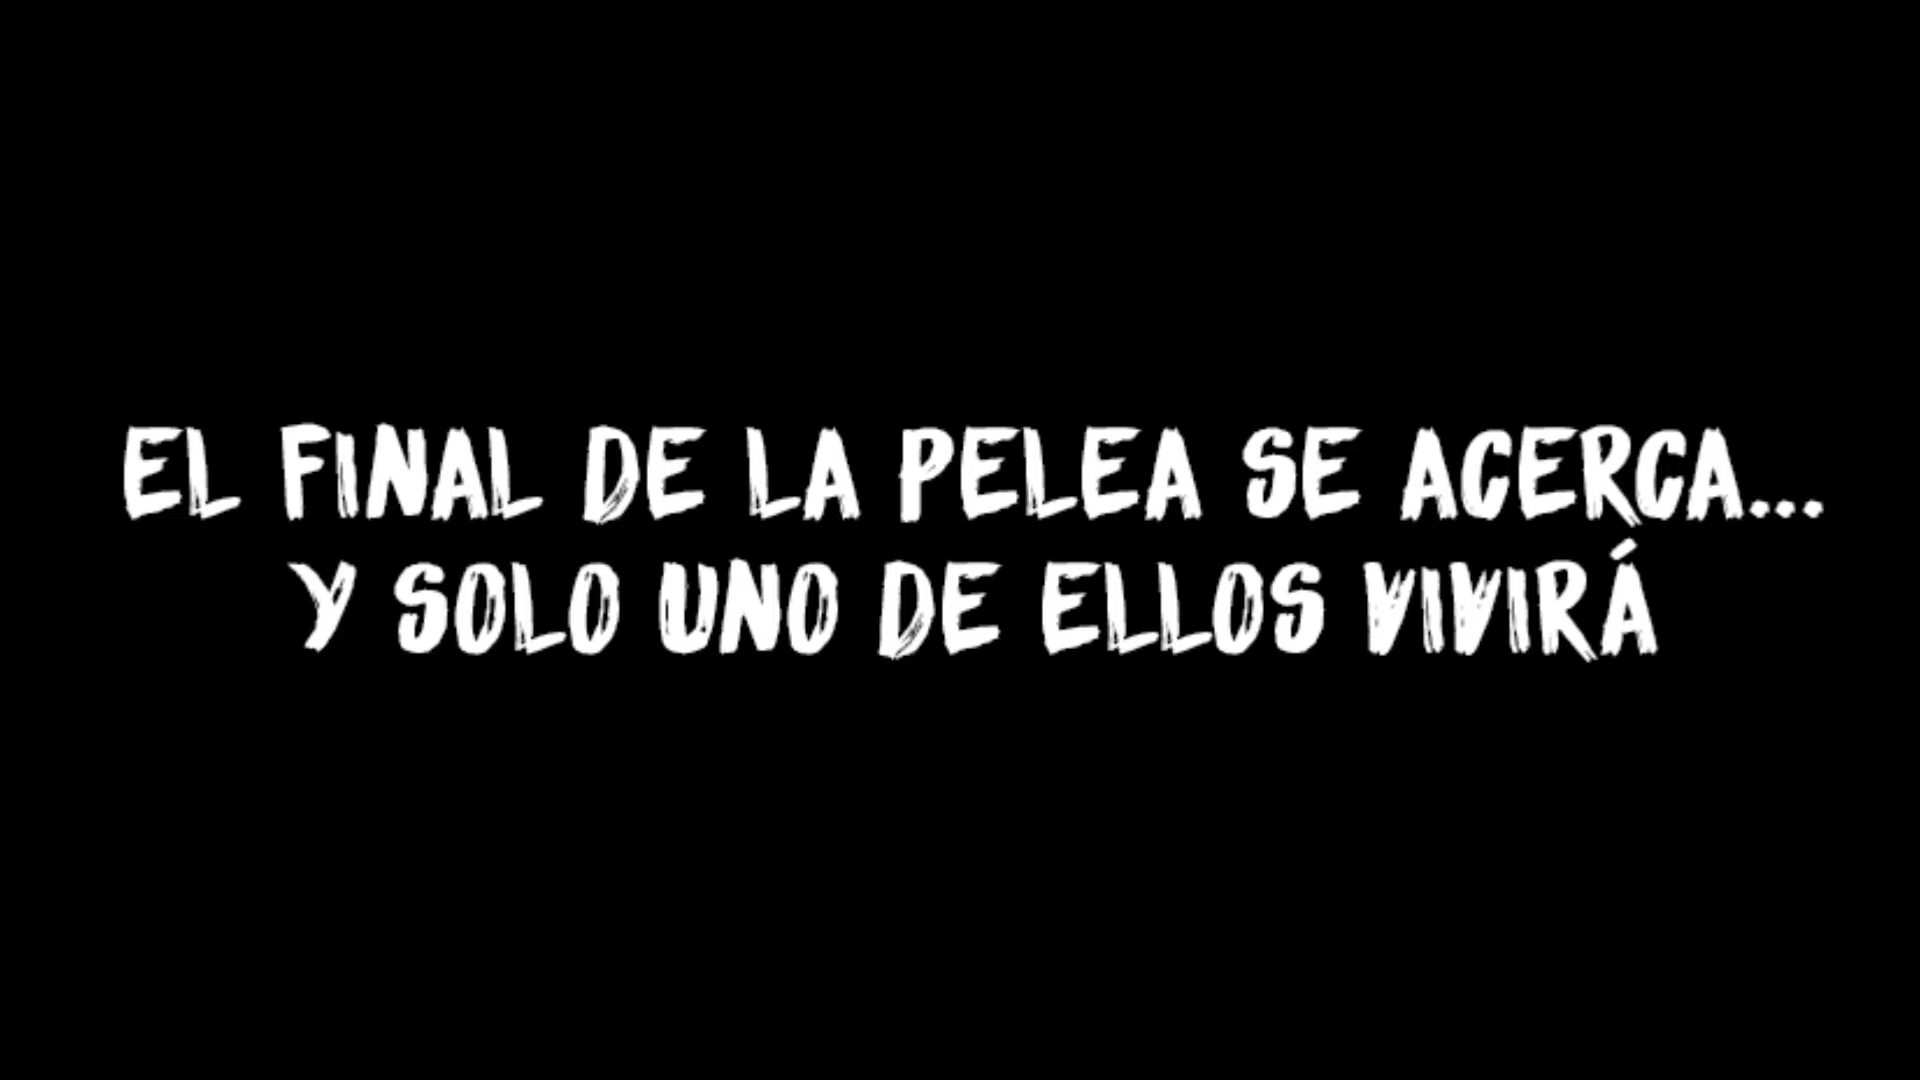 EL FINAL DE LA PELEA SE ACERCA...
Y SOLO UNO DE ELLOS VIVIRÁ